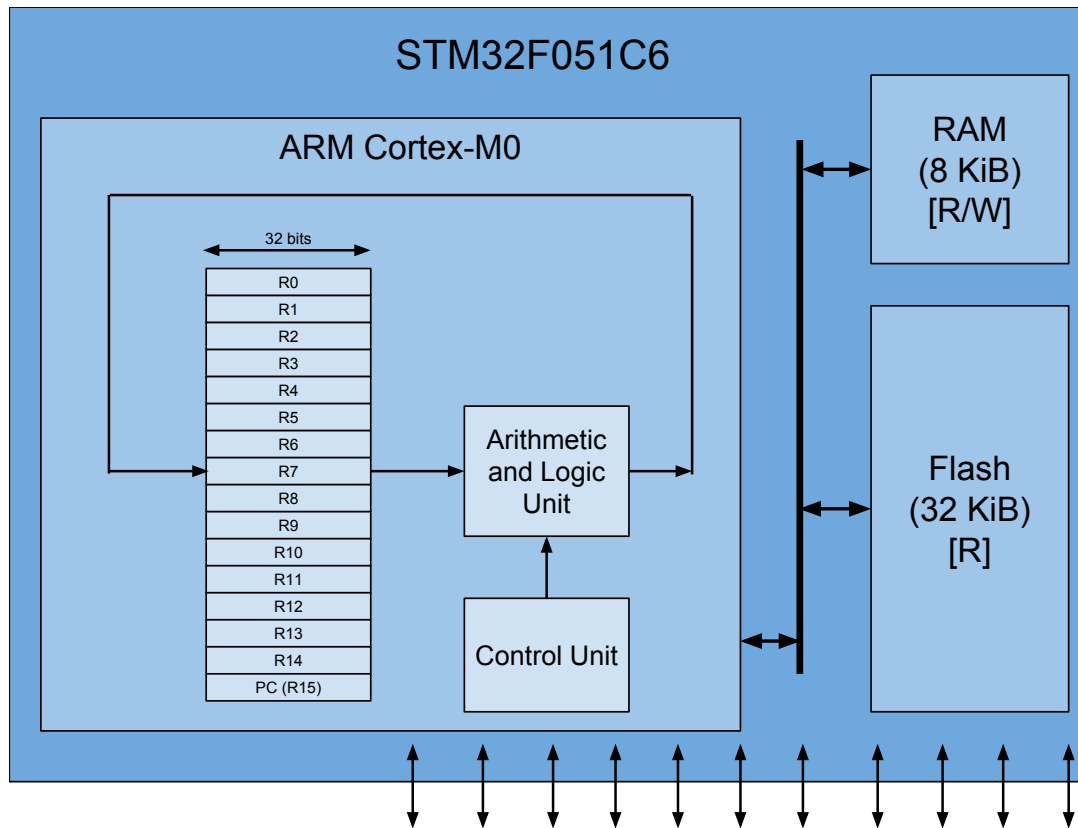 STM32F051C6
ARM Cortex-M0
32 bits
R0
R1
R2
R3
R4
R5
R6
R7
R8
R9
R10
R11
R12
R13
R14
PC (R15)
Arithmetic
and Logic
Unit
Control Unit
RAM
(8 KiB)
[R/W]
Flash
(32 KiB)
[R]